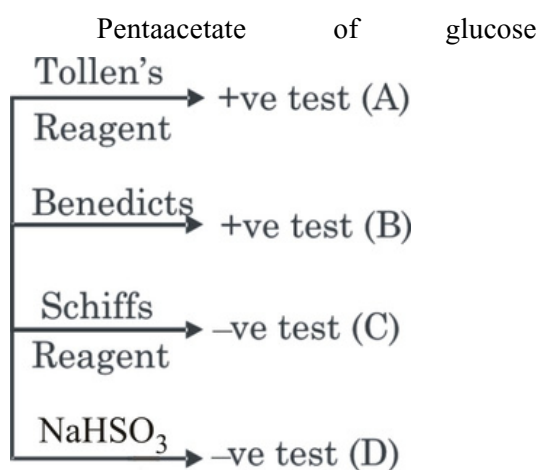 Pentaacetate of glucose
Tollen's
Reagent
+ve test (A)
Benedicts
+ve test (B)
Schiffs
Reagent
–ve test (C)
NaHSO₃
–ve test (D)